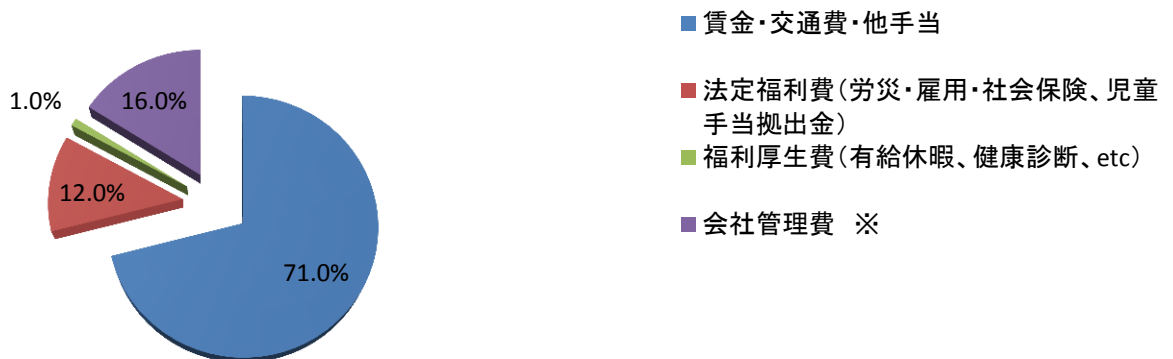 賃金・交通費・他手当
1.0%
16.0%
法定福利費(労災・雇用・社会保険、児童
手当拠出金)
福利厚生費(有給休暇、健康診断、etc)
12.0%
会社管理費　※
71.0%